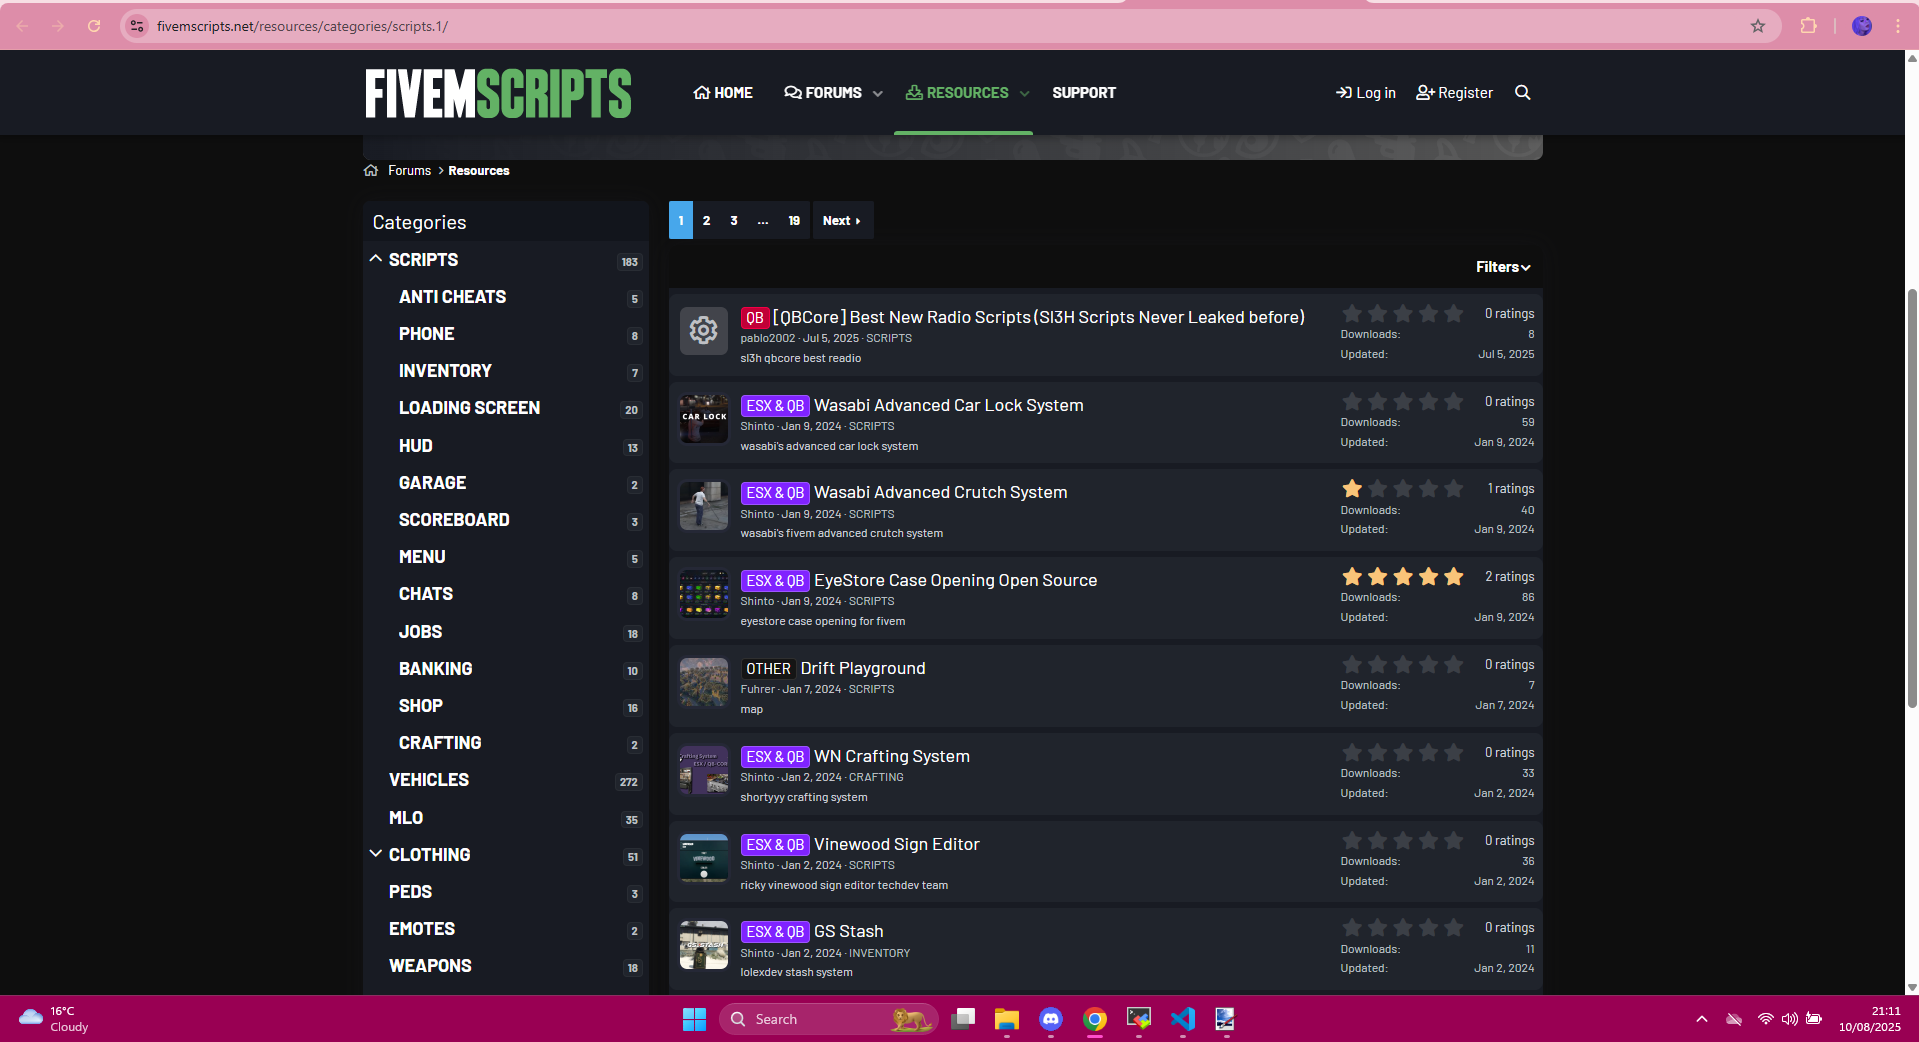 fivemscripts.net/resources/categories/scripts.1/
FIVEMSCRIPTS
HOME
FORUMS
RESOURCES
SUPPORT
Log in
Register
Forums
Resources
Categories
SCRIPTS 183
ANTI CHEATS 5
PHONE 8
INVENTORY 7
LOADING SCREEN 20
HUD 13
GARAGE 2
SCOREBOARD 3
MENU 5
CHATS 8
JOBS 18
BANKING 10
SHOP 16
CRAFTING 2
VEHICLES 272
MLO 35
CLOTHING 51
PEDS 3
EMOTES 2
WEAPONS 18
1 2 3 ... 19 Next
Filters
QB [QBCore] Best New Radio Scripts (Sl3H Scripts Never Leaked before)
pablo2002 · Jul 5, 2025 · SCRIPTS
sl3h qbcore best readio
0 ratings
Downloads: 8
Updated: Jul 5, 2025
CAR LOCK
ESX & QB Wasabi Advanced Car Lock System
Shinto · Jan 9, 2024 · SCRIPTS
wasabi's advanced car lock system
0 ratings
Downloads: 59
Updated: Jan 9, 2024
ESX & QB Wasabi Advanced Crutch System
Shinto · Jan 9, 2024 · SCRIPTS
wasabi's fivem advanced crutch system
1 ratings
Downloads: 40
Updated: Jan 9, 2024
ESX & QB EyeStore Case Opening Open Source
Shinto · Jan 9, 2024 · SCRIPTS
eyestore case opening for fivem
2 ratings
Downloads: 86
Updated: Jan 9, 2024
OTHER Drift Playground
Fuhrer · Jan 7, 2024 · SCRIPTS
map
0 ratings
Downloads: 7
Updated: Jan 7, 2024
ESX & QB WN Crafting System
Shinto · Jan 2, 2024 · CRAFTING
shortyyy crafting system
0 ratings
Downloads: 33
Updated: Jan 2, 2024
ESX & QB Vinewood Sign Editor
Shinto · Jan 2, 2024 · SCRIPTS
ricky vinewood sign editor techdev team
0 ratings
Downloads: 36
Updated: Jan 2, 2024
ESX & QB GS Stash
Shinto · Jan 2, 2024 · INVENTORY
lolexdev stash system
0 ratings
Downloads: 11
Updated: Jan 2, 2024
16°C
Cloudy
Search
21:11
10/08/2025